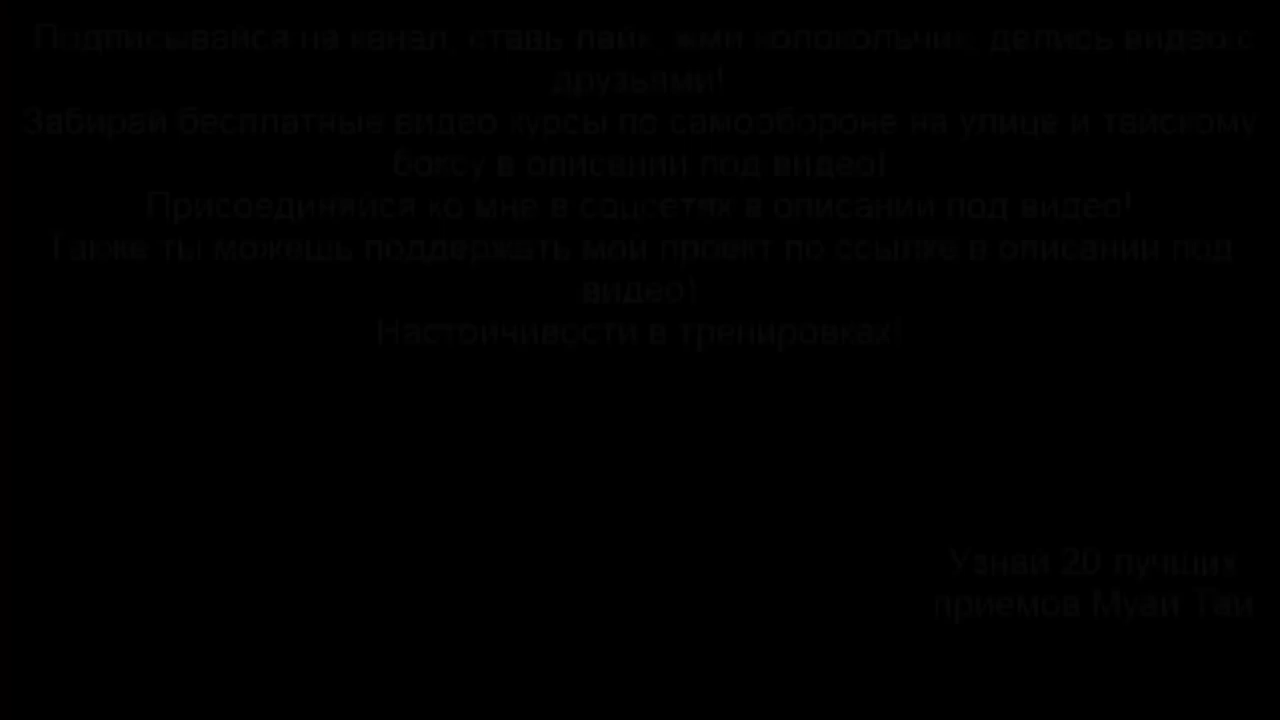 Подписывайся на канал, ставь лайк, жми колокольчик, делись видео с
друзьями!
Забирай бесплатные видео курсы по самообороне на улице и тайскому
боксу в описании под видео!
Присоединяйся ко мне в соцсетях в описании под видео!
Также ты можешь поддержать мой проект по ссылке в описании под
видео!
Настойчивости в тренировках!
Узнай 20 лучших
приемов Муай Тай